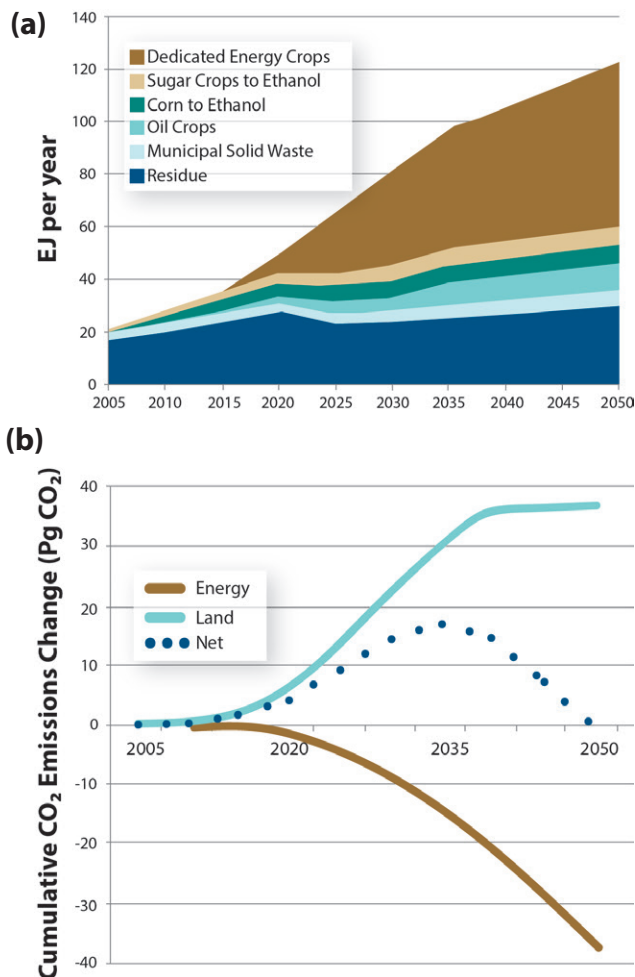 (a)
EJ per year
140
120
100
80
60
40
20
0
Dedicated Energy Crops
Sugar Crops to Ethanol
Corn to Ethanol
Oil Crops
Municipal Solid Waste
Residue
2005 2010 2015 2020 2025 2030 2035 2040 2045 2050
(b)
Cumulative CO₂ Emissions Change (Pg CO₂)
40
30
20
10
0
-10
-20
-30
-40
Energy
Land
Net
2005 2020 2035 2050